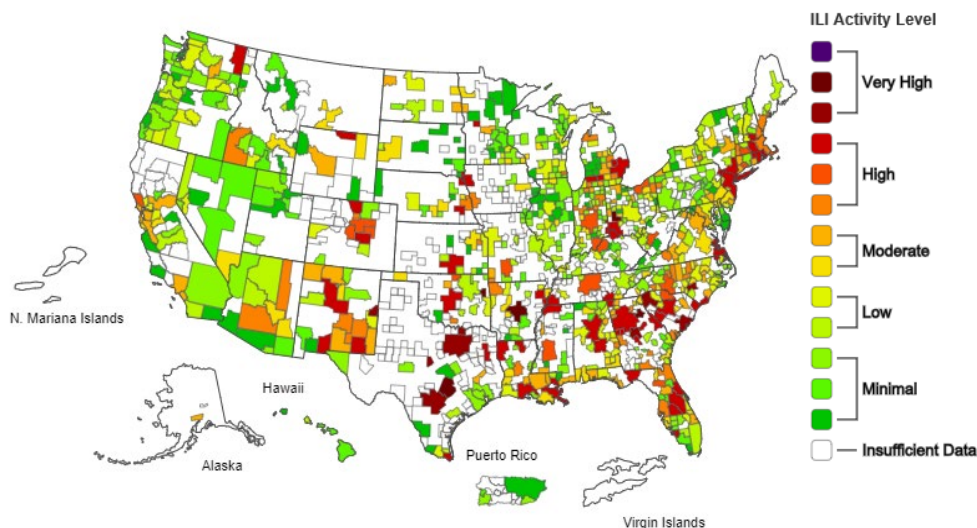 ILI Activity Level
Very High
High
Moderate
Low
Minimal
Insufficient Data
N. Mariana Islands
Hawaii
Alaska
Puerto Rico
Virgin Islands